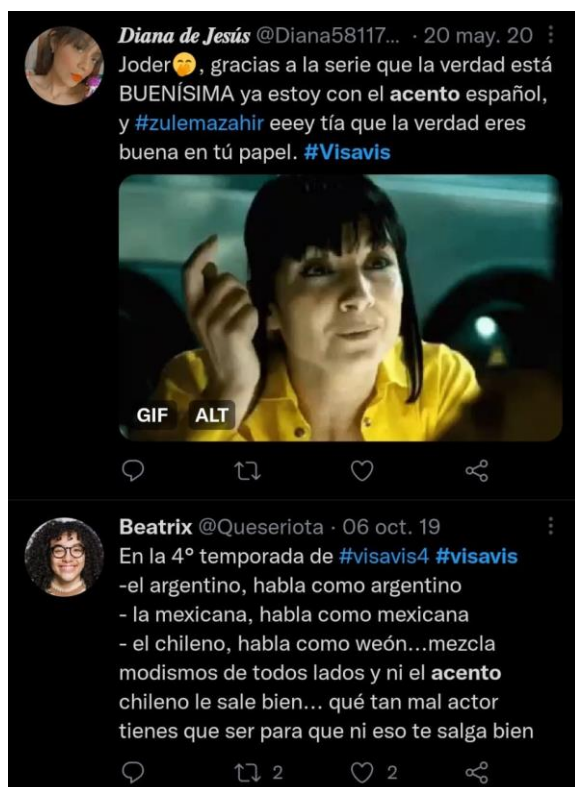 Diana de Jesús @Diana58117... · 20 may. 20
Joder🤭, gracias a la serie que la verdad está
BUENÍSIMA ya estoy con el acento español,
y #zulemazahir eeey tía que la verdad eres
buena en tú papel. #Visavis
GIF ALT
Beatrix @Queseriota · 06 oct. 19
En la 4° temporada de #visavis4 #visavis
-el argentino, habla como argentino
- la mexicana, habla como mexicana
- el chileno, habla como weón...mezcla
modismos de todos lados y ni el acento
chileno le sale bien... qué tan mal actor
tienes que ser para que ni eso te salga bien
2 2